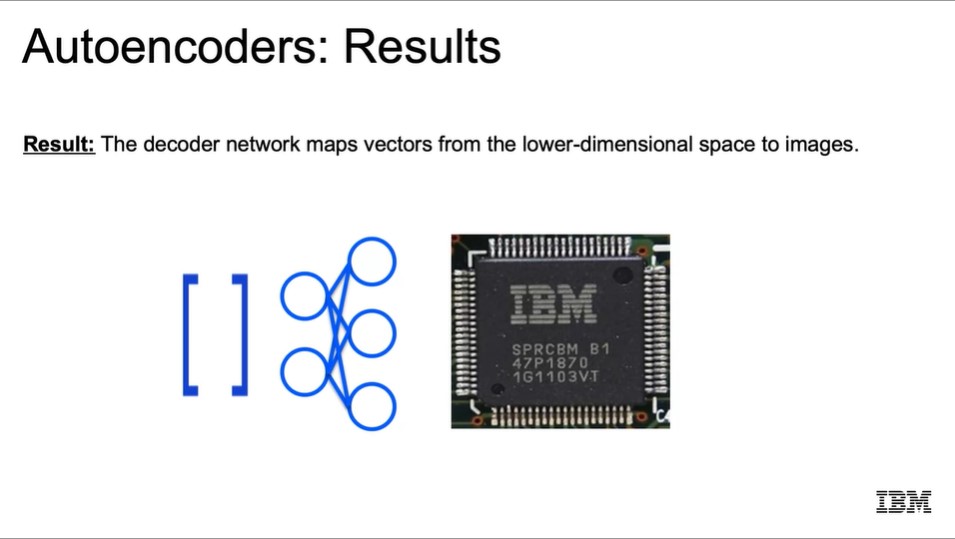 Autoencoders: Results
Result: The decoder network maps vectors from the lower-dimensional space to images.
[ ]
IBM
SPRCBM B1
47P1870
1G1103VT
IBM